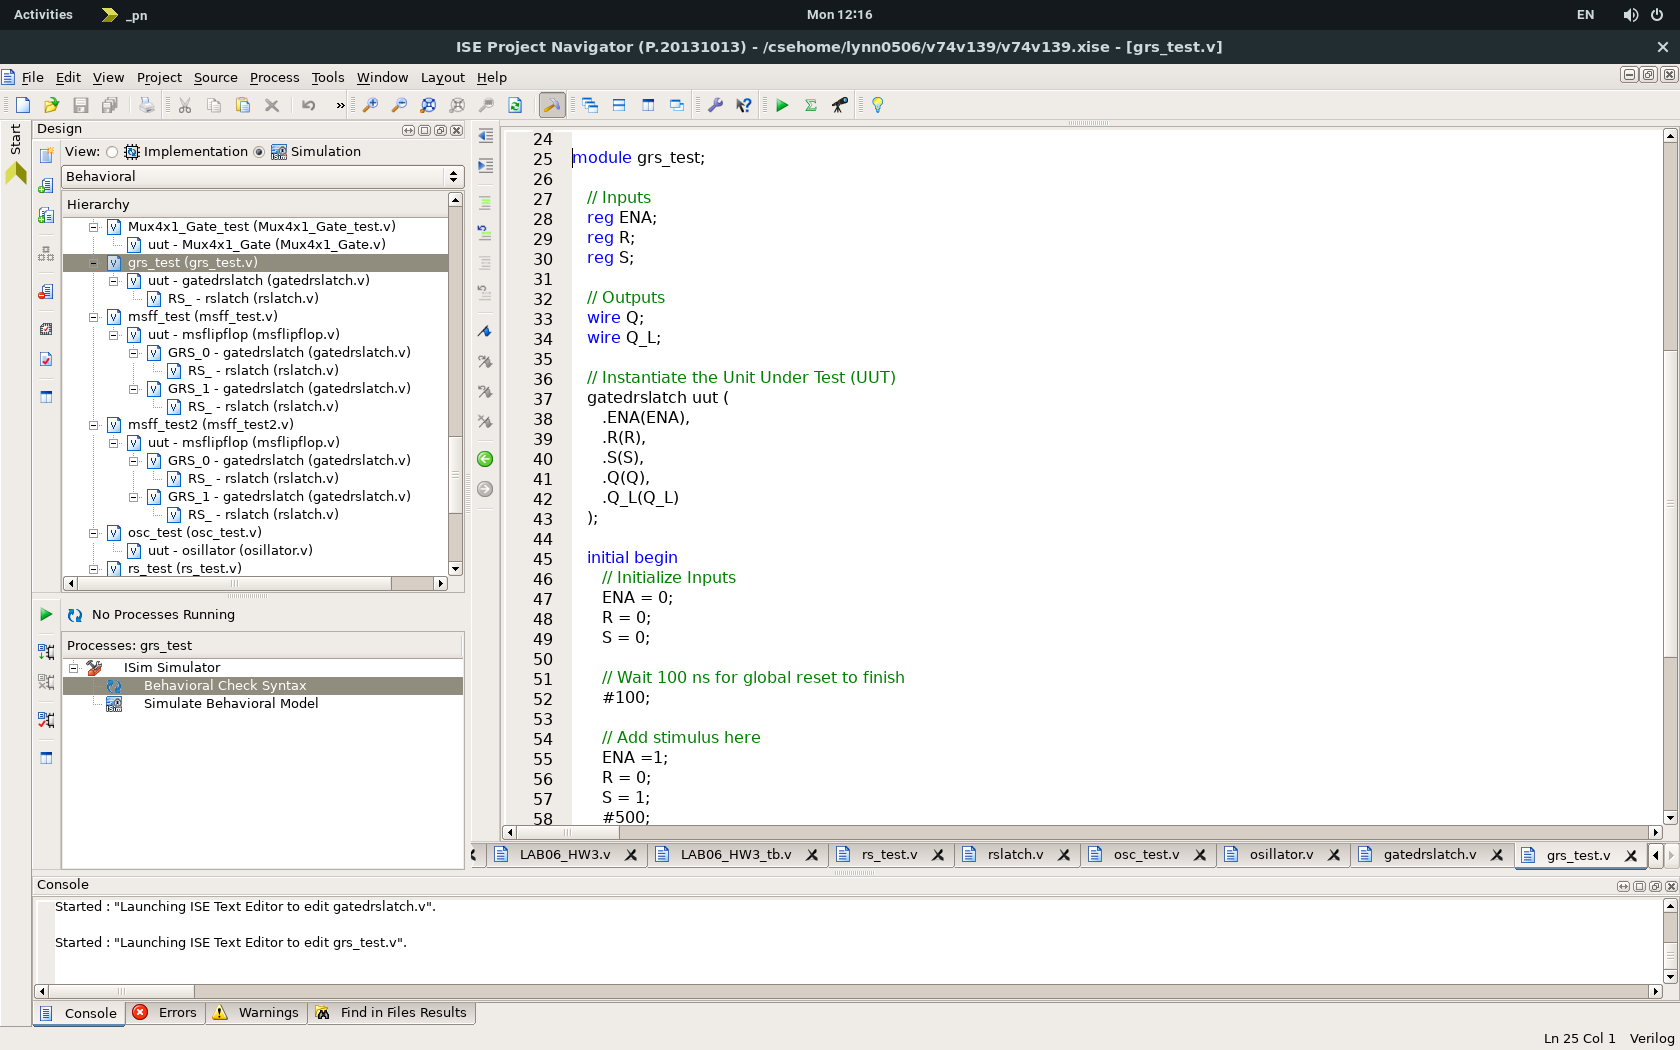 Activities
_pn
Mon 12:16
EN
ISE Project Navigator (P.20131013) - /csehome/lynn0506/v74v139/v74v139.xise - [grs_test.v]
File Edit View Project Source Process Tools Window Layout Help
Start
Design
View: Implementation Simulation
Behavioral
Hierarchy
Mux4x1_Gate_test (Mux4x1_Gate_test.v)
uut - Mux4x1_Gate (Mux4x1_Gate.v)
grs_test (grs_test.v)
uut - gatedrslatch (gatedrslatch.v)
RS_ - rslatch (rslatch.v)
msff_test (msff_test.v)
uut - msflipflop (msflipflop.v)
GRS_0 - gatedrslatch (gatedrslatch.v)
RS_ - rslatch (rslatch.v)
GRS_1 - gatedrslatch (gatedrslatch.v)
RS_ - rslatch (rslatch.v)
msff_test2 (msff_test2.v)
uut - msflipflop (msflipflop.v)
GRS_0 - gatedrslatch (gatedrslatch.v)
RS_ - rslatch (rslatch.v)
GRS_1 - gatedrslatch (gatedrslatch.v)
RS_ - rslatch (rslatch.v)
osc_test (osc_test.v)
uut - osillator (osillator.v)
rs_test (rs_test.v)
No Processes Running
Processes: grs_test
ISim Simulator
Behavioral Check Syntax
Simulate Behavioral Model
24
25 module grs_test;
26
27 // Inputs
28 reg ENA;
29 reg R;
30 reg S;
31
32 // Outputs
33 wire Q;
34 wire Q_L;
35
36 // Instantiate the Unit Under Test (UUT)
37 gatedrslatch uut (
38 .ENA(ENA),
39 .R(R),
40 .S(S),
41 .Q(Q),
42 .Q_L(Q_L)
43 );
44
45 initial begin
46 // Initialize Inputs
47 ENA = 0;
48 R = 0;
49 S = 0;
50
51 // Wait 100 ns for global reset to finish
52 #100;
53
54 // Add stimulus here
55 ENA =1;
56 R = 0;
57 S = 1;
58 #500;
LAB06_HW3.v LAB06_HW3_tb.v rs_test.v rslatch.v osc_test.v osillator.v gatedrslatch.v grs_test.v
Console
Started : "Launching ISE Text Editor to edit gatedrslatch.v".
Started : "Launching ISE Text Editor to edit grs_test.v".
Console Errors Warnings Find in Files Results
Ln 25 Col 1 Verilog